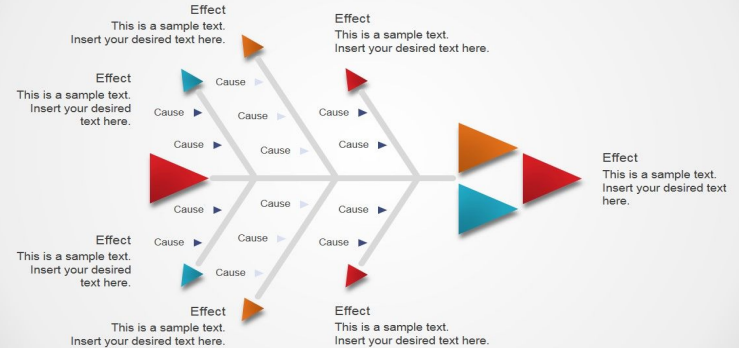 Effect
This is a sample text.
Insert your desired text here.
Effect
This is a sample text.
Insert your desired text here.
Effect
This is a sample text.
Insert your desired
text here.
Cause
Cause
Cause
Cause
Cause
Cause
Cause
Effect
This is a sample text.
Insert your desired text
here.
Cause
Cause
Cause
Cause
Cause
Cause
Cause
Effect
This is a sample text.
Insert your desired
text here.
Effect
This is a sample text.
Insert your desired text here.
Effect
This is a sample text.
Insert your desired text here.